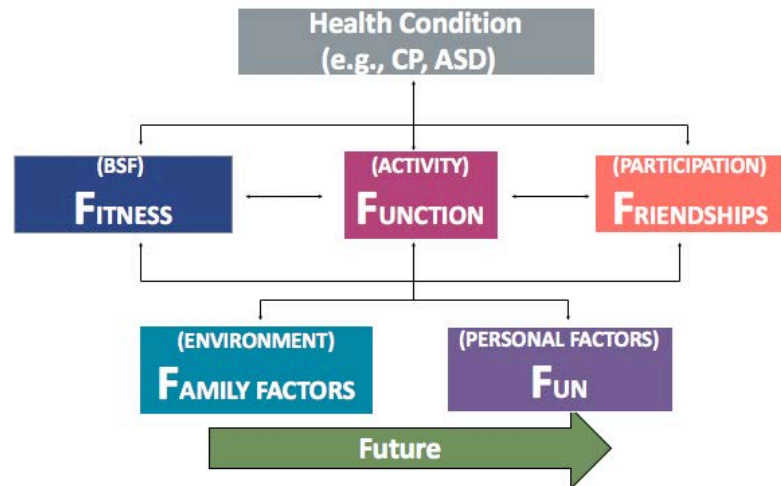 Health Condition
(e.g., CP, ASD)
(BSF)
FITNESS
(ACTIVITY)
FUNCTION
(PARTICIPATION)
FRIENDSHIPS
(ENVIRONMENT)
FAMILY FACTORS
(PERSONAL FACTORS)
FUN
Future